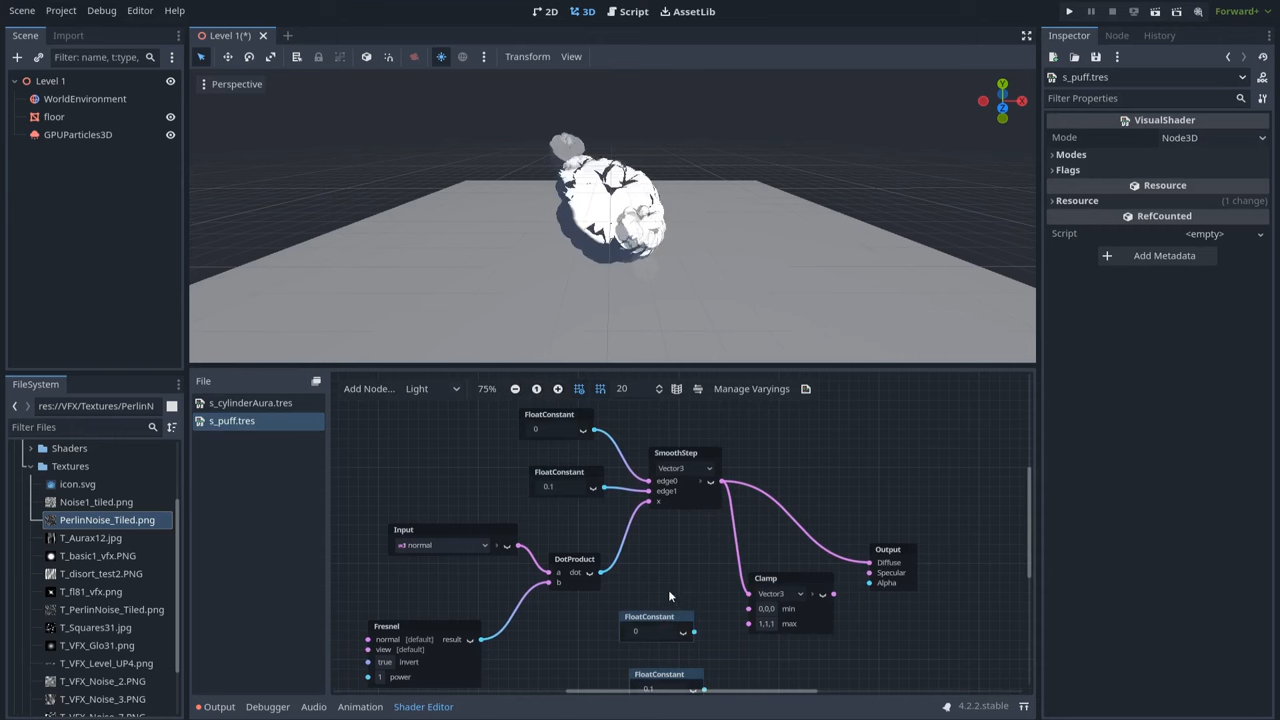 Scene Project Debug Editor Help
2D 3D Script AssetLib
Forward+
Scene Import
Filter: name, t:type,
Level 1
WorldEnvironment
floor
GPUParticles3D
Level 1(*)
Transform View
Perspective
Inspector Node History
s_puff.tres
Filter Properties
VisualShader
Mode Node3D
Modes
Flags
Resource
Resource (1 change)
RefCounted
Script <empty>
Add Metadata
FileSystem
res://VFX/Textures/PerlinN
Filter Files
Shaders
Textures
icon.svg
Noise1_tiled.png
PerlinNoise_Tiled.png
T_Aurax12.jpg
T_basic1_vfx.PNG
T_disort_test2.PNG
T_fl81_vfx.png
T_PerlinNoise_Tiled.png
T_Squares31.jpg
T_VFX_Glo31.png
T_VFX_Level_UP4.png
T_VFX_Noise_2.PNG
T_VFX_Noise_3.PNG
File
s_cylinderAura.tres
s_puff.tres
Add Node... Light 75% 20 Manage Varyings
FloatConstant
0
FloatConstant
0.1
SmoothStep
Vector3
edge0
edge1
x
Input
normal
DotProduct
a dot
b
Fresnel
normal [default] result
view [default]
true invert
1 power
FloatConstant
0
FloatConstant
0.1
Clamp
Vector3
0,0,0 min
1,1,1 max
Output
Diffuse
Specular
Alpha
Output Debugger Audio Animation Shader Editor
4.2.2.stable